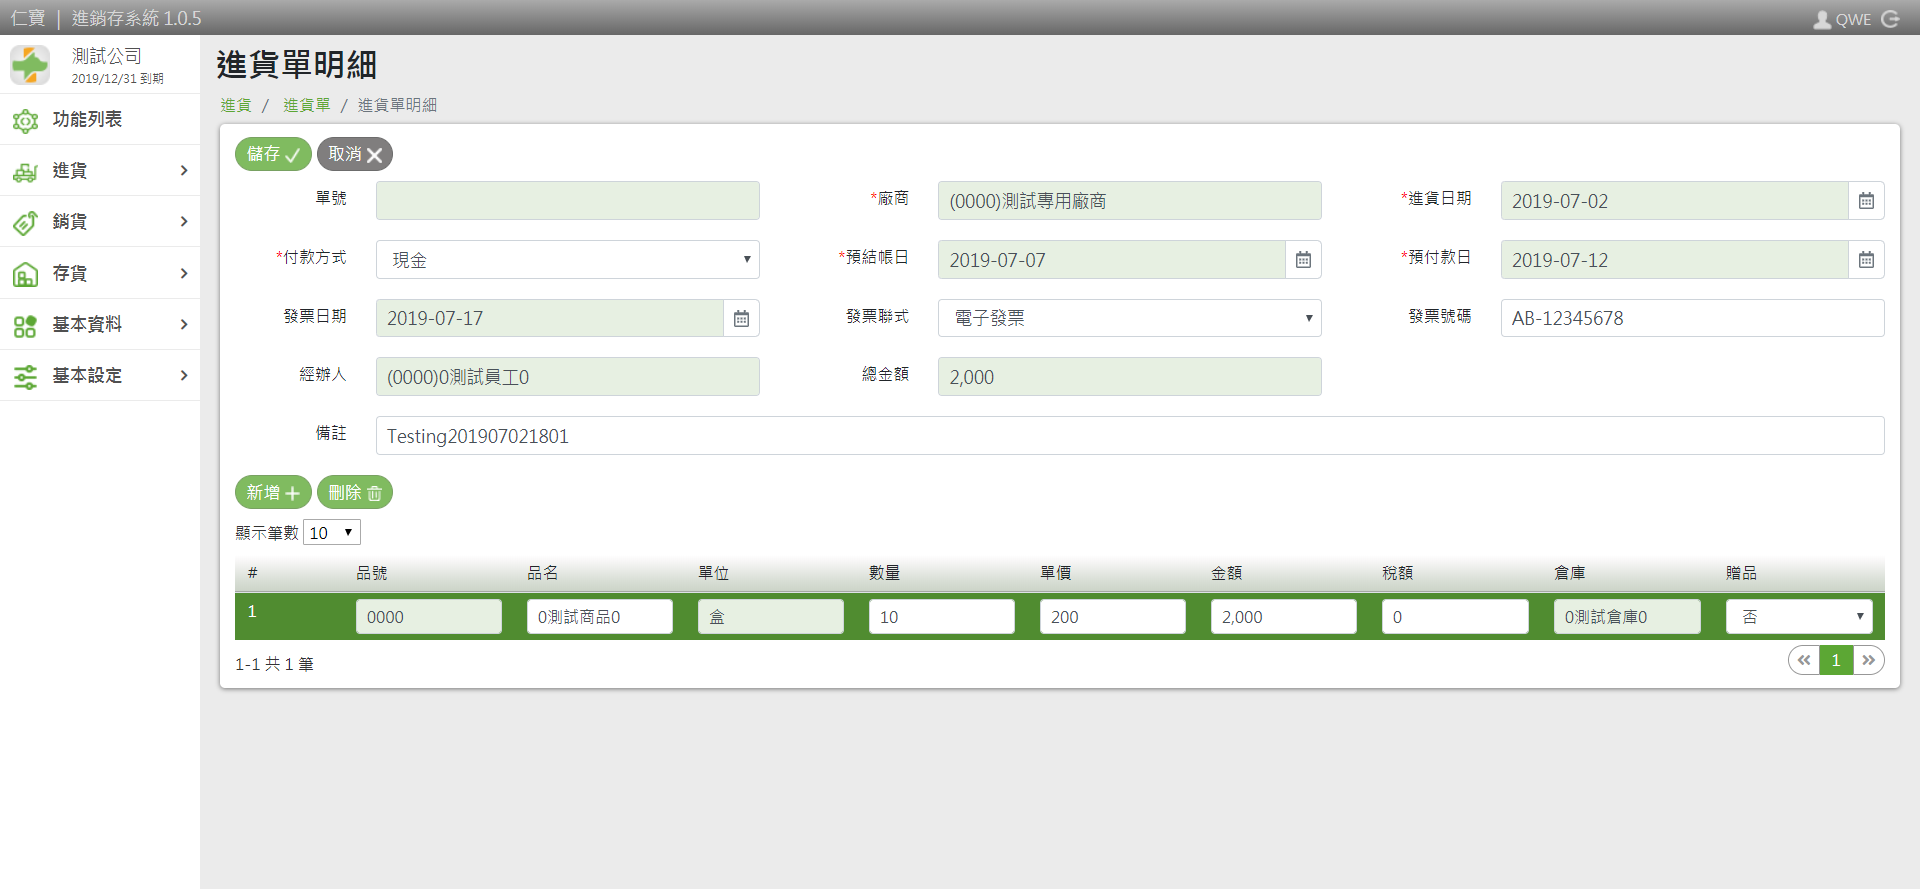 仁寶 | 進銷存系統 1.0.5
QWE
測試公司
2019/12/31 到期
功能列表
進貨
銷貨
存貨
基本資料
基本設定
進貨單明細
進貨 / 進貨單 / 進貨單明細
儲存 取消
單號
*廠商 (0000)測試專用廠商
*進貨日期 2019-07-02
*付款方式 現金
*預結帳日 2019-07-07
*預付款日 2019-07-12
發票日期 2019-07-17
發票聯式 電子發票
發票號碼 AB-12345678
經辦人 (0000)0測試員工0
總金額 2,000
備註 Testing201907021801
新增 刪除
顯示筆數 10
# 品號 品名 單位 數量 單價 金額 稅額 倉庫 贈品
1 0000 0測試商品0 盒 10 200 2,000 0 0測試倉庫0 否
1-1 共 1 筆
« 1 »